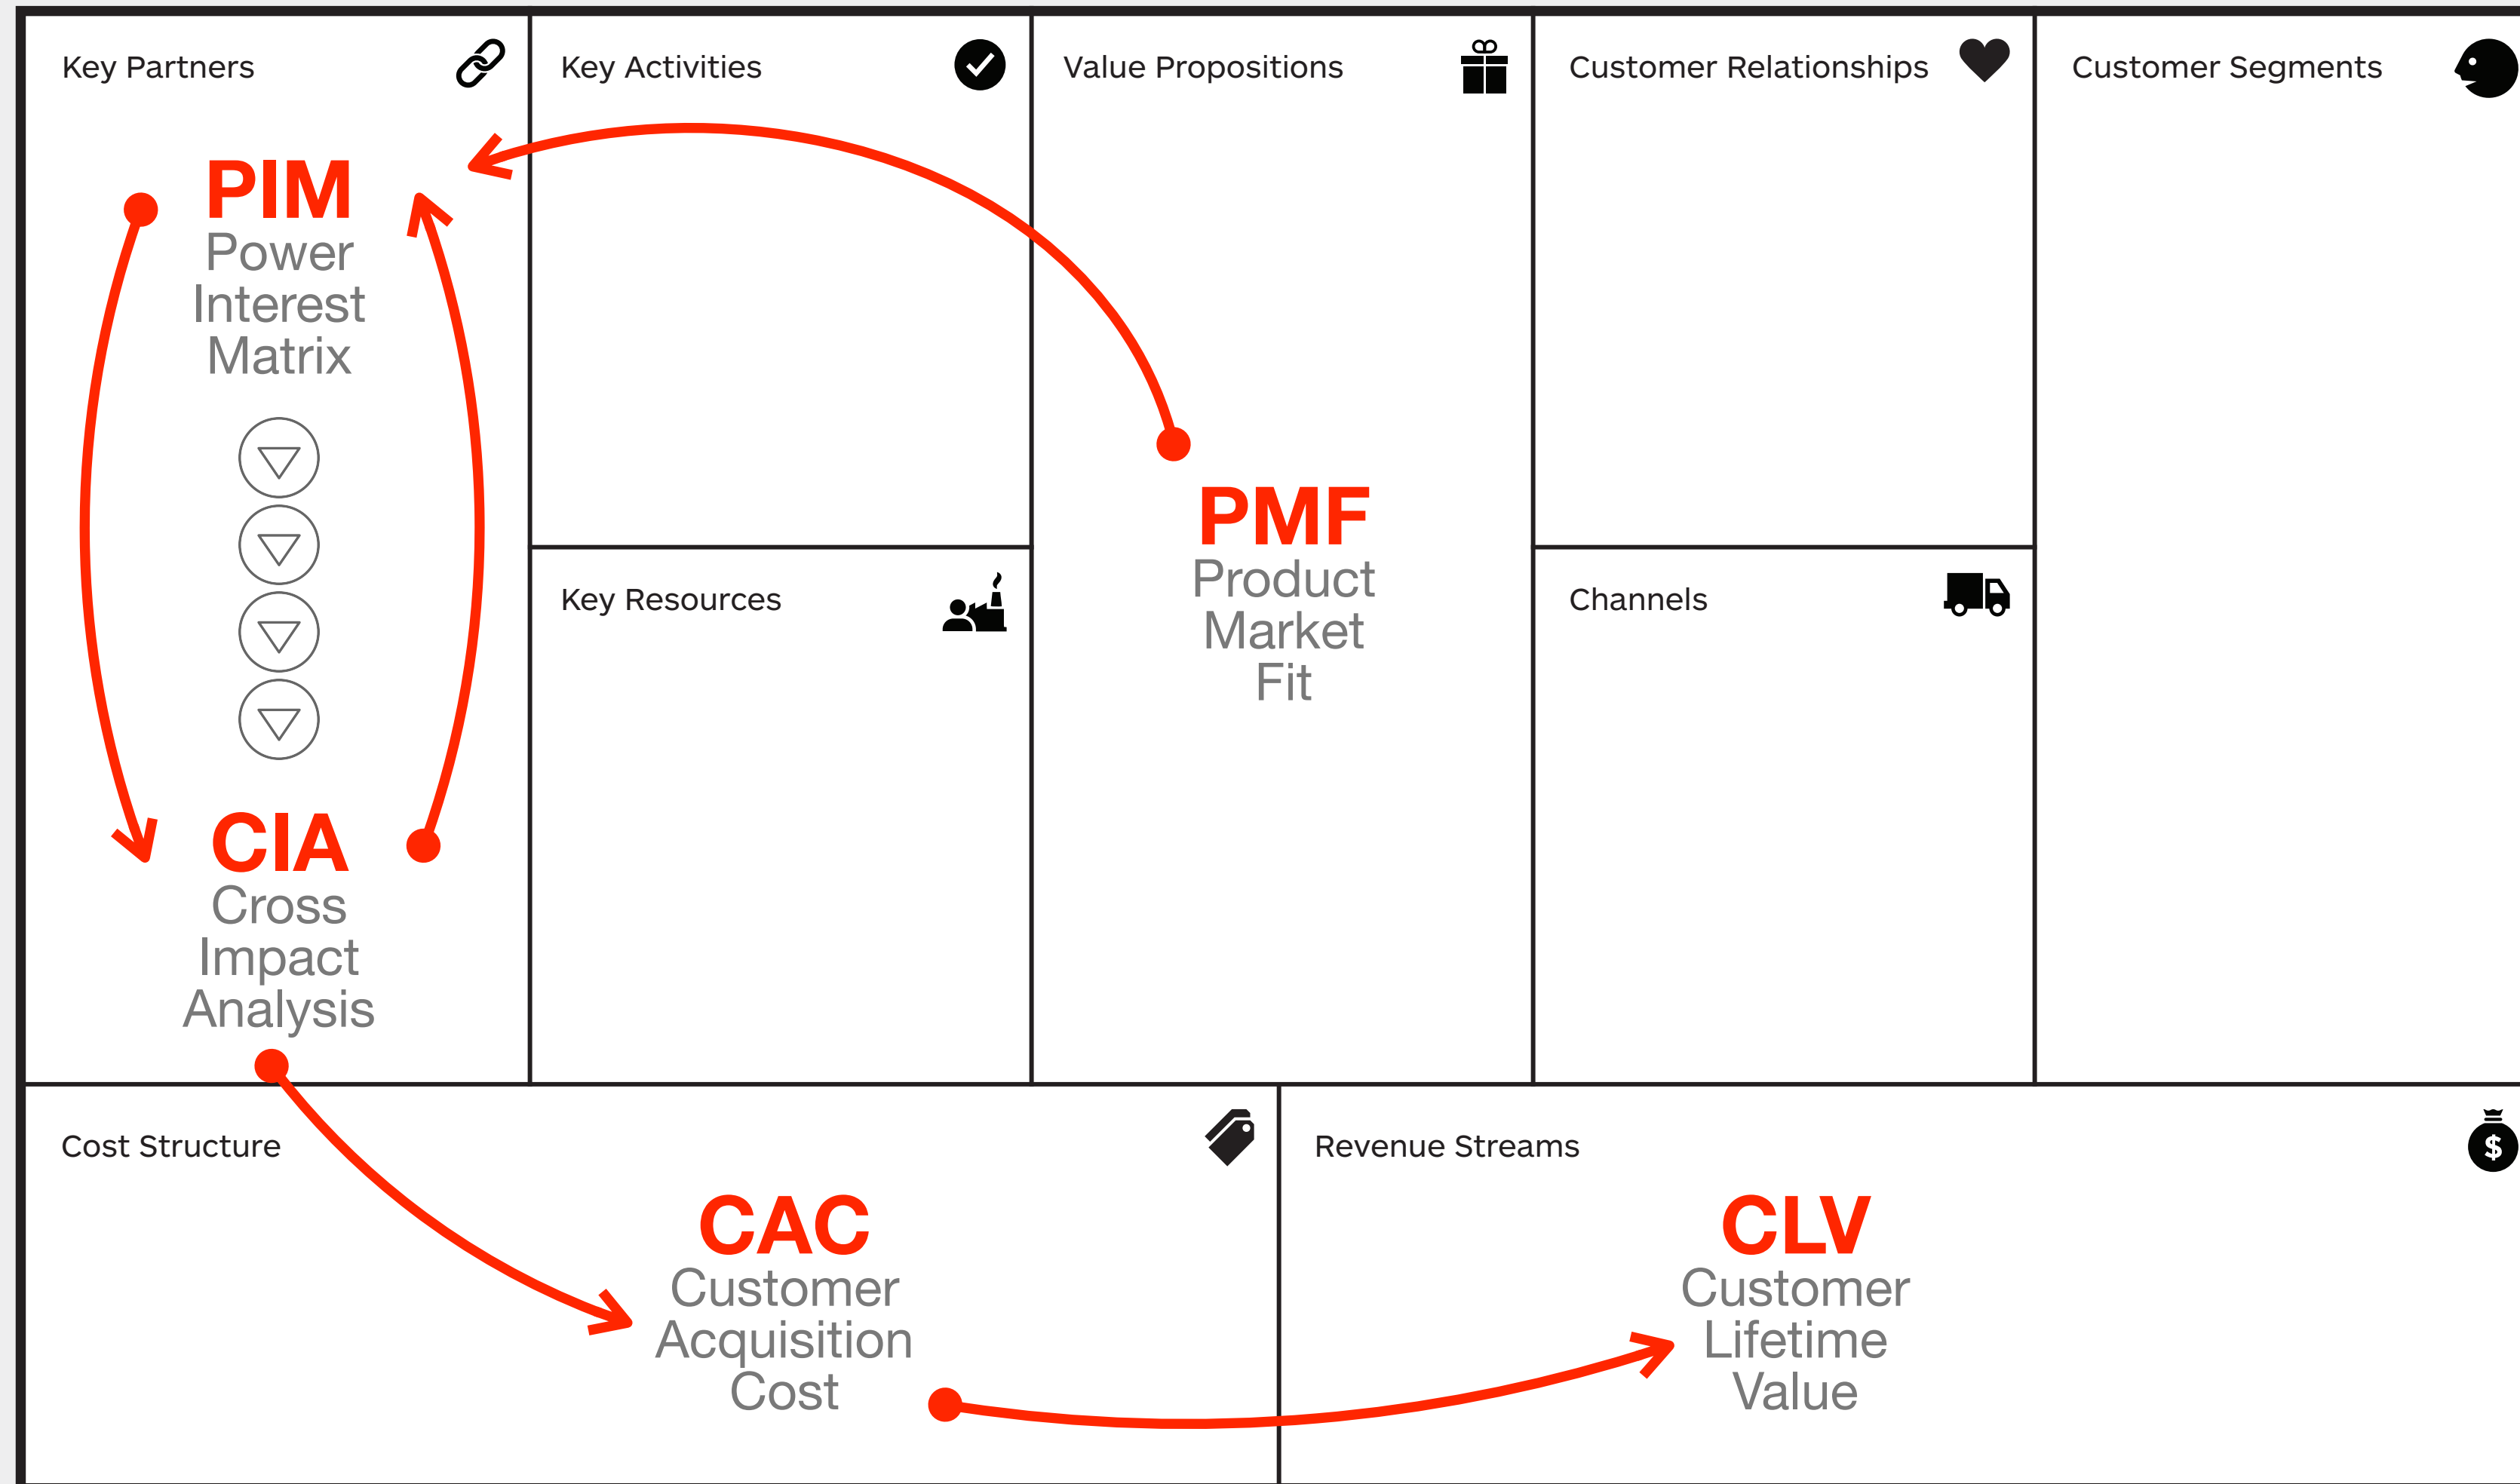 Key Partners
PIM
Power
Interest
Matrix
CIA
Cross
Impact
Analysis
Key Activities
Key Resources
Value Propositions
PMF
Product
Market
Fit
Customer Relationships
Channels
Customer Segments
Cost Structure
CAC
Customer
Acquisition
Cost
Revenue Streams
$
CLV
Customer
Lifetime
Value